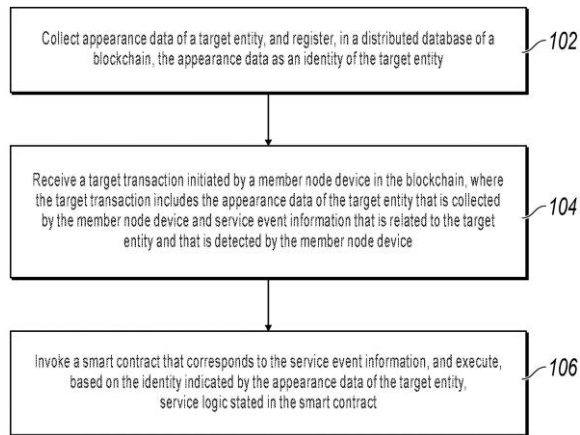 Collect appearance data of a target entity, and register, in a distributed database of a
blockchain, the appearance data as an identity of the target entity
102
Receive a target transaction initiated by a member node device in the blockchain, where
the target transaction includes the appearance data of the target entity that is collected
by the member node device and service event information that is related to the target
entity and that is detected by the member node device
104
Invoke a smart contract that corresponds to the service event information, and execute,
based on the identity indicated by the appearance data of the target entity,
service logic stated in the smart contract
106